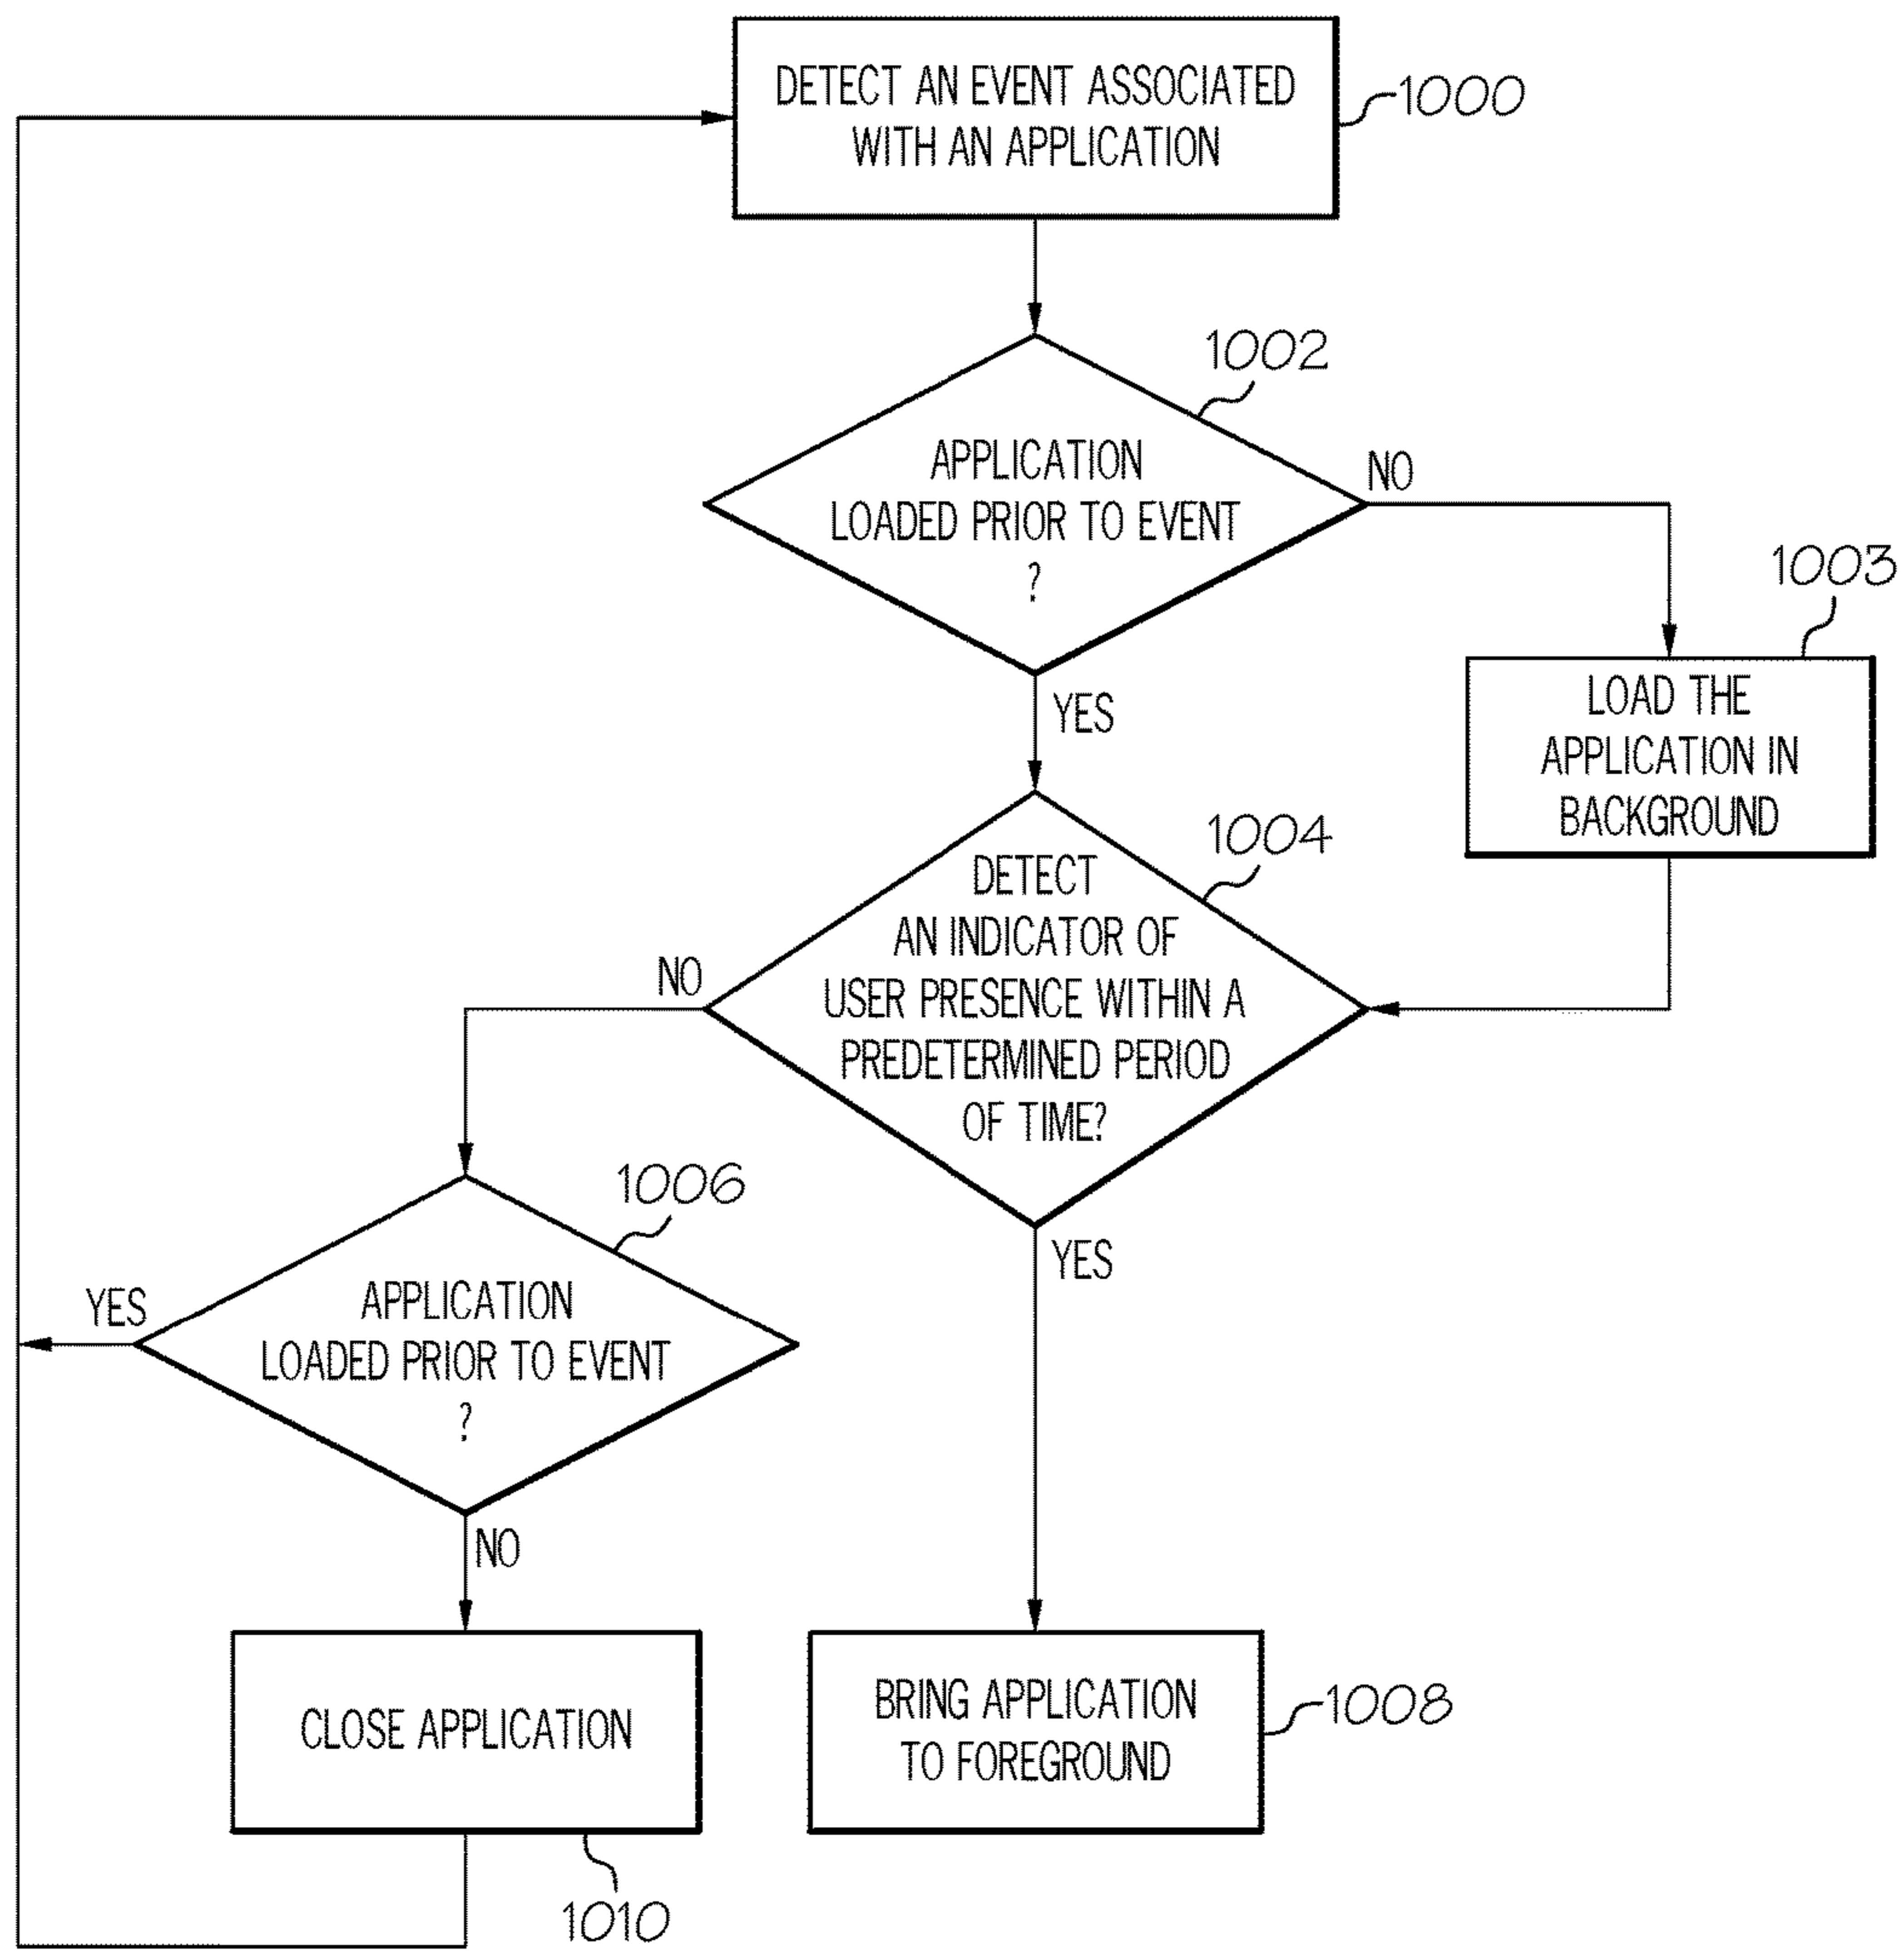 DETECT AN EVENT ASSOCIATED
WITH AN APPLICATION
1000
1002
APPLICATION
LOADED PRIOR TO EVENT
?
NO
1003
YES
LOAD THE
APPLICATION IN
BACKGROUND
1004
DETECT
AN INDICATOR OF
USER PRESENCE WITHIN A
PREDETERMINED PERIOD
OF TIME?
NO
YES
1006
APPLICATION
LOADED PRIOR TO EVENT
?
YES
NO
CLOSE APPLICATION
1010
BRING APPLICATION
TO FOREGROUND
1008